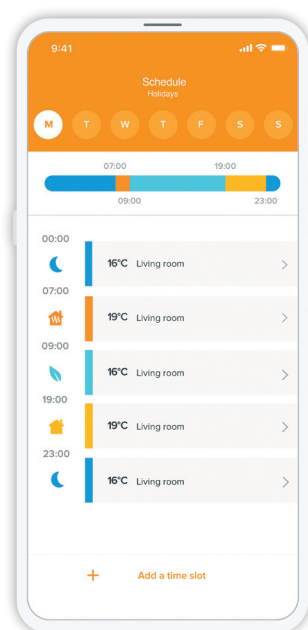 9:41
Schedule
Holidays
M T W T F S S
07:00 19:00
09:00 23:00
00:00
16°C Living room
07:00
19°C Living room
09:00
16°C Living room
19:00
19°C Living room
23:00
16°C Living room
+ Add a time slot